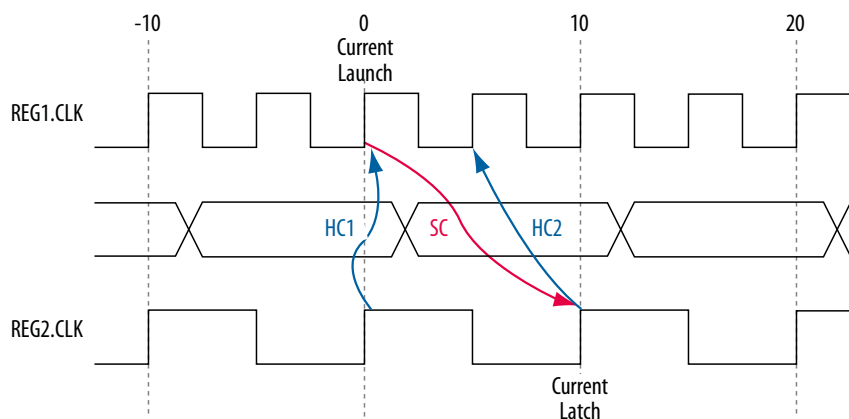 -10 0 10 20
Current
Launch
REG1.CLK
HC1 SC HC2
REG2.CLK
Current
Latch